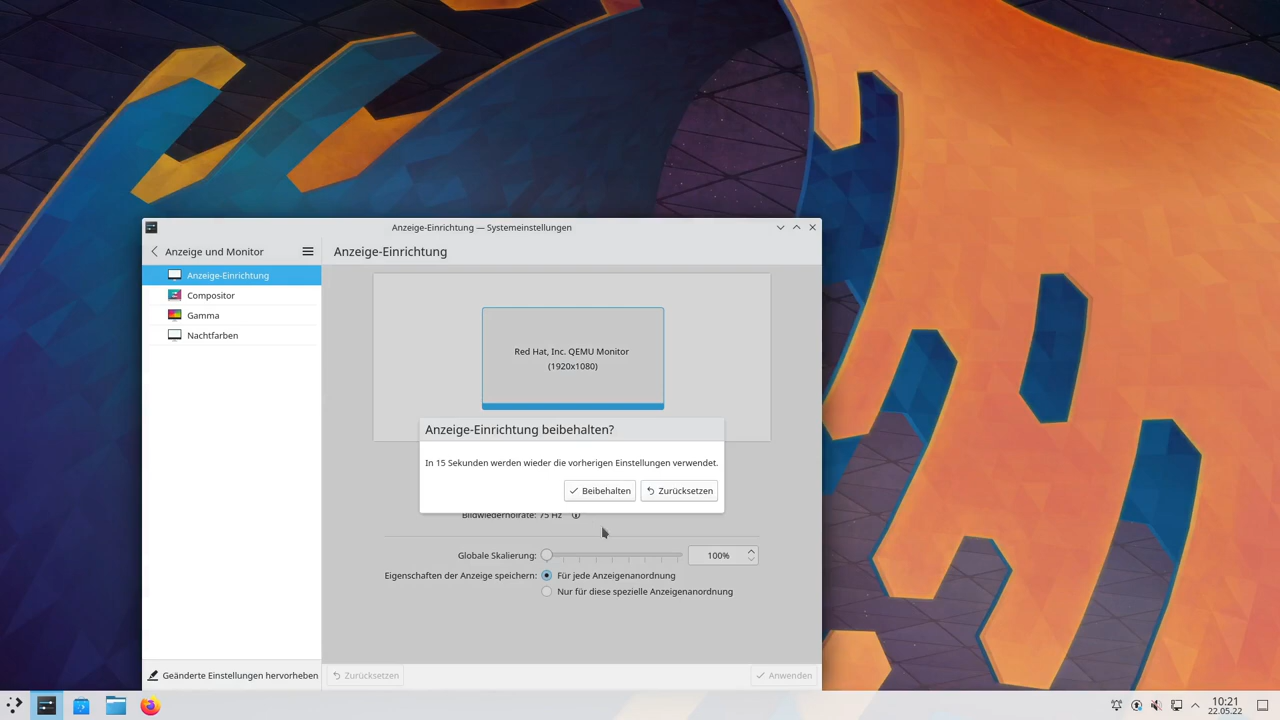 Anzeige-Einrichtung — Systemeinstellungen
Anzeige und Monitor
Anzeige-Einrichtung
Anzeige-Einrichtung
Compositor
Gamma
Nachtfarben
Red Hat, Inc. QEMU Monitor
(1920x1080)
Anzeige-Einrichtung beibehalten?
In 15 Sekunden werden wieder die vorherigen Einstellungen verwendet.
Beibehalten
Zurücksetzen
Bildwiederholrate: 75 Hz
Globale Skalierung:
100%
Eigenschaften der Anzeige speichern:
Für jede Anzeigenanordnung
Nur für diese spezielle Anzeigenanordnung
Geänderte Einstellungen hervorheben
Zurücksetzen
Anwenden
10:21
22.05.22